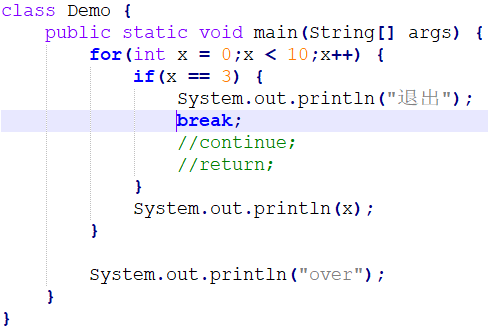 class Demo {
    public static void main(String[] args) {
        for(int x = 0;x < 10;x++) {
            if(x == 3) {
                System.out.println("退出");
                break;
                //continue;
                //return;
            }
            System.out.println(x);
        }

        System.out.println("over");
    }
}